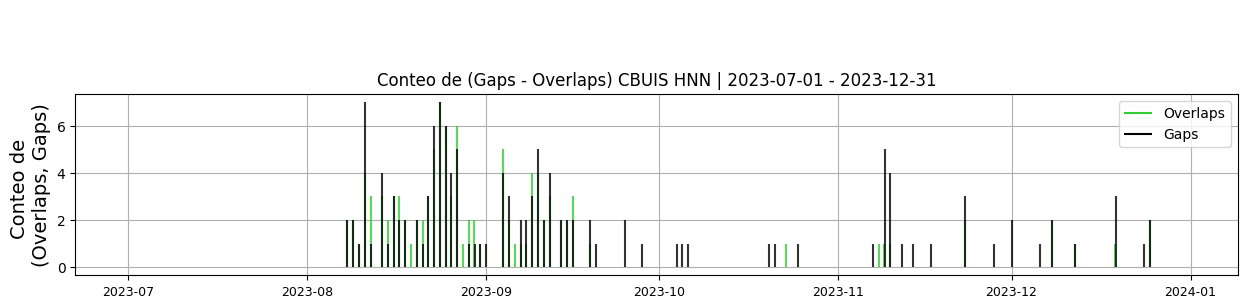 Conteo de (Gaps - Overlaps) CBUIS HNN | 2023-07-01 - 2023-12-31
Conteo de
(Overlaps, Gaps)
6
4
2
0
Overlaps
Gaps
2023-07
2023-08
2023-09
2023-10
2023-11
2023-12
2024-01